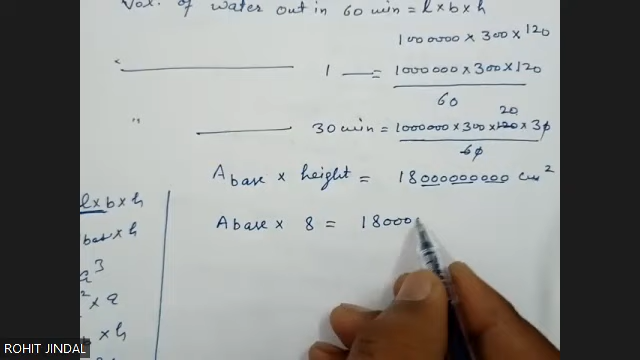 Vol. of water out in 60 min = l × b × h
1000000 × 300 × 120
" ——— 1 — = 1000000 × 300 × 120
60
" ——— 30 min = 1000000 × 300 × 120 × 30
20
60
A base × height = 18000000000 cm²
A base × 8 = 18000
l × b × h
base × h
a³
² × a
× h
ROHIT JINDAL